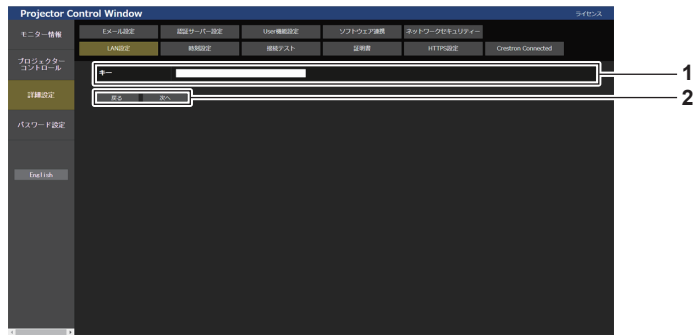 Projector Control Window
ライセンス
モニター情報
プロジェクター
コントロール
詳細設定
パスワード設定
English
Eメール設定 認証サーバー設定 User機能設定 ソフトウェア連携 ネットワークセキュリティー
LAN設定 時刻設定 接続テスト 証明書 HTTPS設定 Crestron Connected
キー
戻る 次へ
1
2